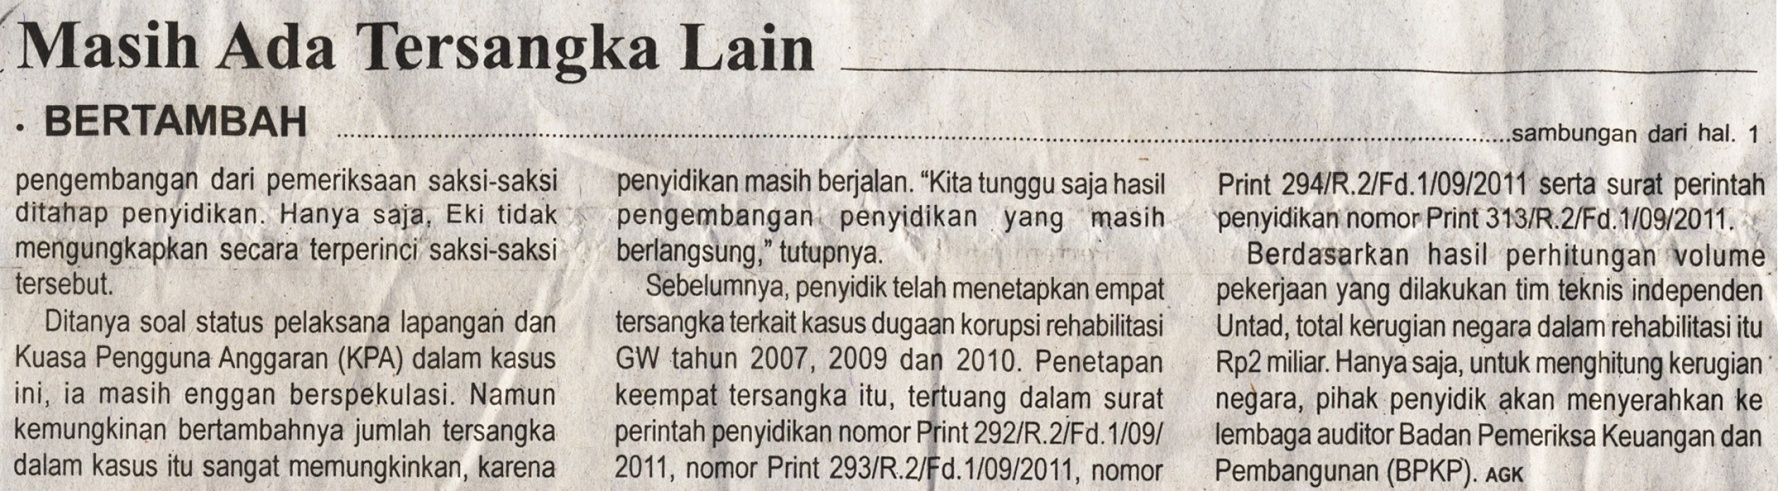 Masih Ada Tersangka Lain
• BERTAMBAH ..........sambungan dari hal. 1
pengembangan dari pemeriksaan saksi-saksi
ditahap penyidikan. Hanya saja, Eki tidak
mengungkapkan secara terperinci saksi-saksi
tersebut.
Ditanya soal status pelaksana lapangan dan
Kuasa Pengguna Anggaran (KPA) dalam kasus
ini, ia masih enggan berspekulasi. Namun
kemungkinan bertambahnya jumlah tersangka
dalam kasus itu sangat memungkinkan, karena
penyidikan masih berjalan. “Kita tunggu saja hasil
pengembangan penyidikan yang masih
berlangsung,” tutupnya.
Sebelumnya, penyidik telah menetapkan empat
tersangka terkait kasus dugaan korupsi rehabilitasi
GW tahun 2007, 2009 dan 2010. Penetapan
keempat tersangka itu, tertuang dalam surat
perintah penyidikan nomor Print 292/R.2/Fd.1/09/
2011, nomor Print 293/R.2/Fd.1/09/2011, nomor
Print 294/R.2/Fd.1/09/2011 serta surat perintah
penyidikan nomor Print 313/R.2/Fd.1/09/2011.
Berdasarkan hasil perhitungan volume
pekerjaan yang dilakukan tim teknis independen
Untad, total kerugian negara dalam rehabilitasi itu
Rp2 miliar. Hanya saja, untuk menghitung kerugian
negara, pihak penyidik akan menyerahkan ke
lembaga auditor Badan Pemeriksa Keuangan dan
Pembangunan (BPKP). AGK